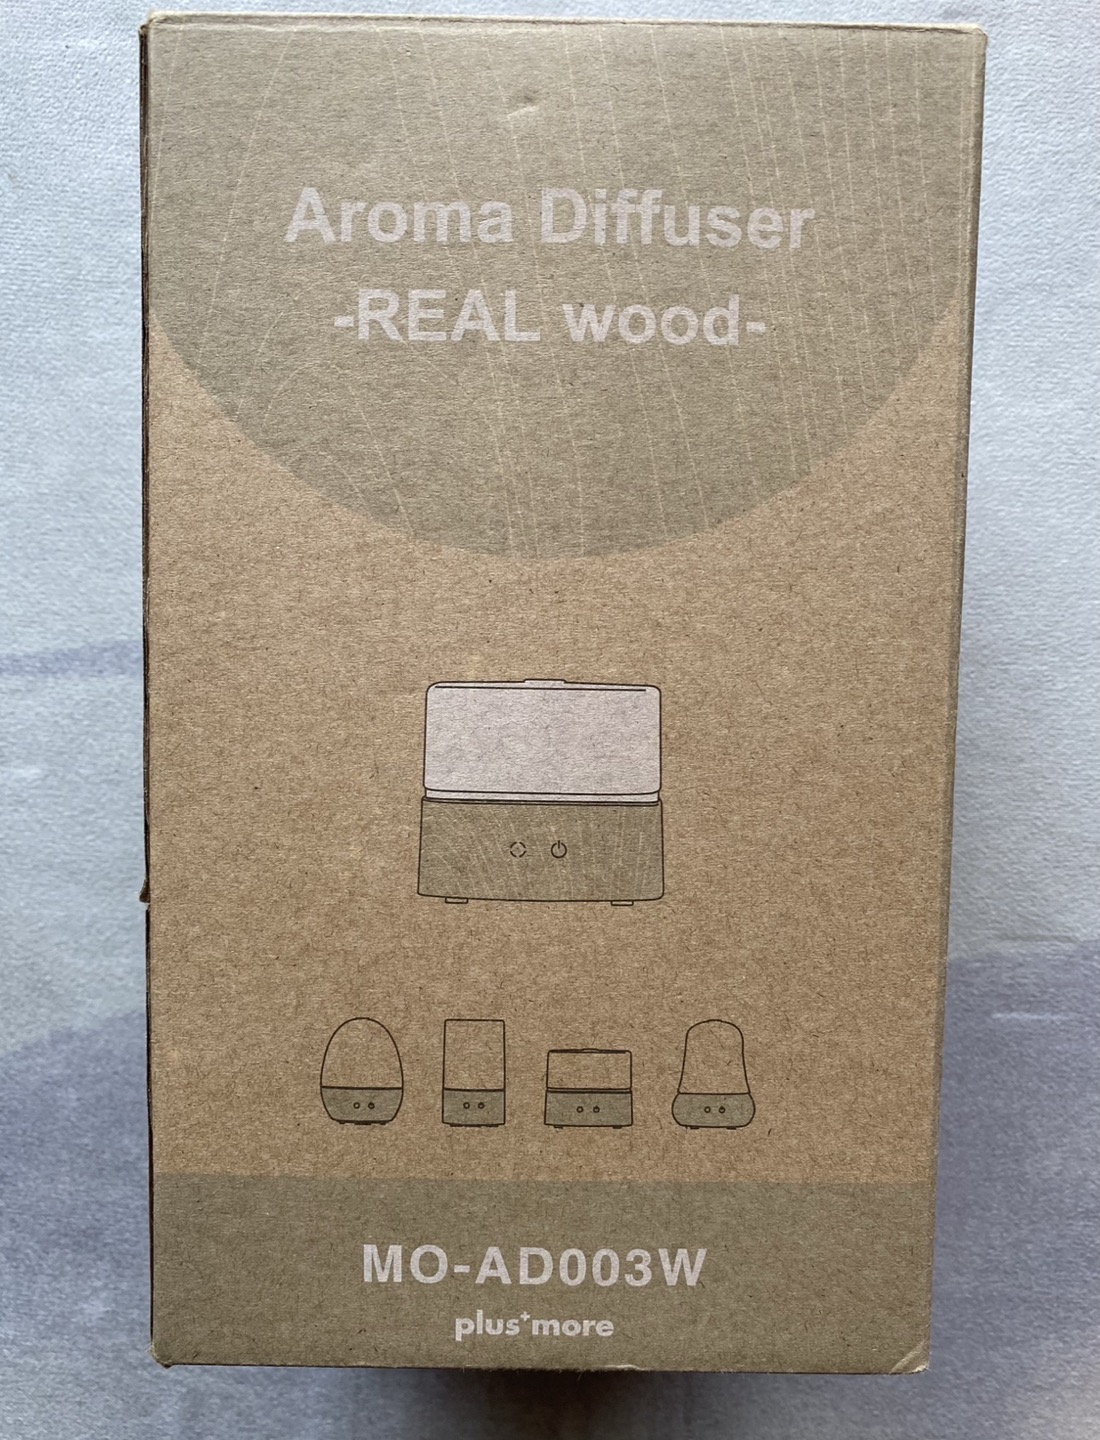 Aroma Diffuser
-REAL wood-
MO-AD003W
plus+more